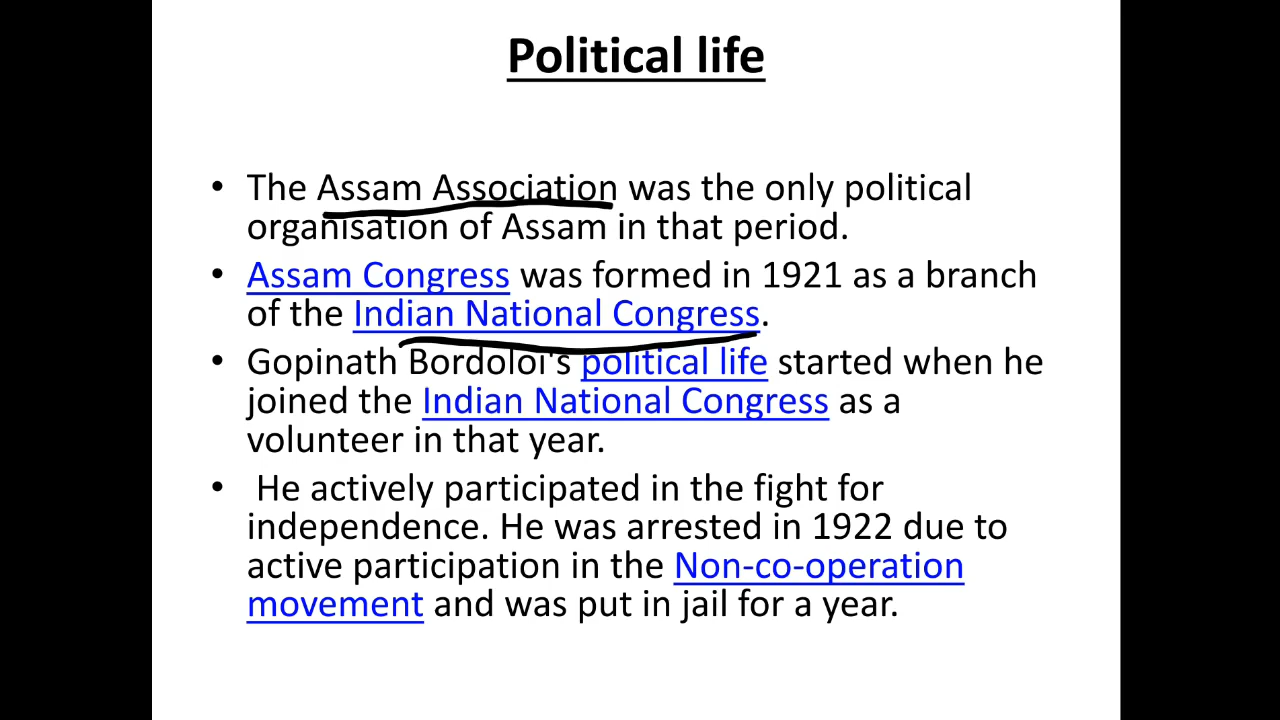 Political life
• The Assam Association was the only political
organisation of Assam in that period.
• Assam Congress was formed in 1921 as a branch
of the Indian National Congress.
• Gopinath Bordoloi's political life started when he
joined the Indian National Congress as a
volunteer in that year.
• He actively participated in the fight for
independence. He was arrested in 1922 due to
active participation in the Non-co-operation
movement and was put in jail for a year.